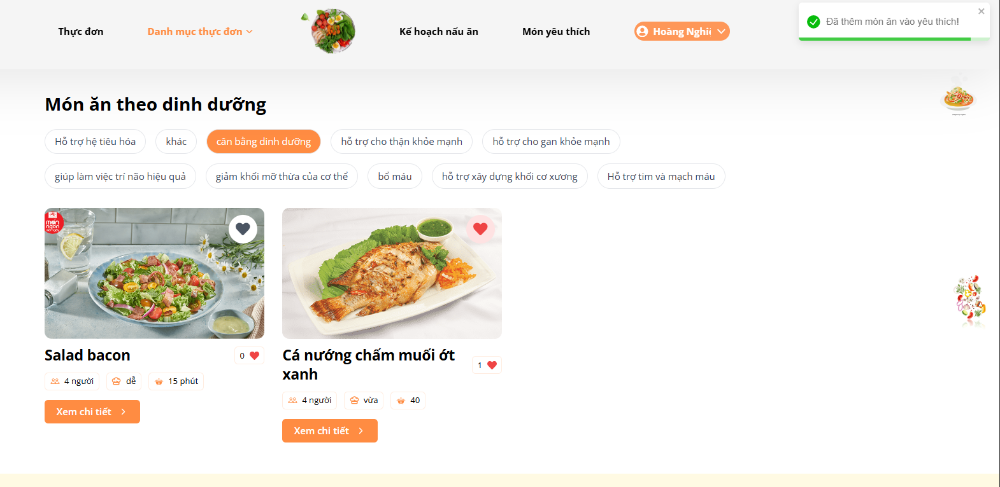 Thực đơn
Danh mục thực đơn
Kế hoạch nấu ăn
Món yêu thích
Hoàng Nghi
Đã thêm món ăn vào yêu thích!
Món ăn theo dinh dưỡng
Hỗ trợ hệ tiêu hóa
khác
cân bằng dinh dưỡng
hỗ trợ cho thận khỏe mạnh
hỗ trợ cho gan khỏe mạnh
giúp làm việc trí não hiệu quả
giảm khối mỡ thừa của cơ thể
bổ máu
hỗ trợ xây dựng khối cơ xương
Hỗ trợ tim và mạch máu
món
ngon
mỗi ngày
Salad bacon
0
4 người
dễ
15 phút
Xem chi tiết
Cá nướng chấm muối ớt
xanh
1
4 người
vừa
40
Xem chi tiết